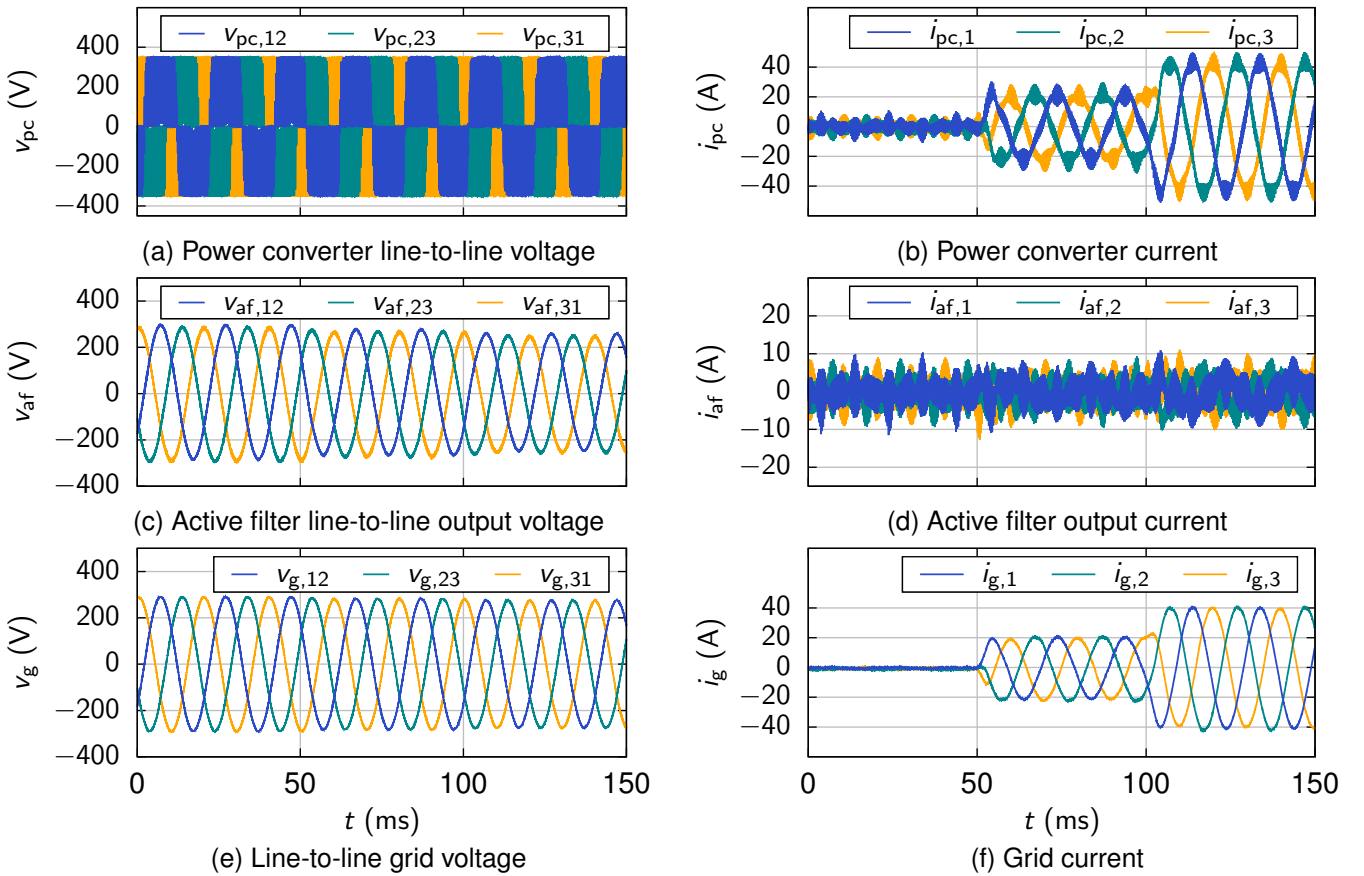 v_pc,12 v_pc,23 v_pc,31
400
200
0
−200
−400
v_pc (V)
(a) Power converter line-to-line voltage
i_pc,1 i_pc,2 i_pc,3
40
20
0
−20
−40
i_pc (A)
(b) Power converter current
v_af,12 v_af,23 v_af,31
400
200
0
−200
−400
v_af (V)
(c) Active filter line-to-line output voltage
i_af,1 i_af,2 i_af,3
20
10
0
−10
−20
i_af (A)
(d) Active filter output current
v_g,12 v_g,23 v_g,31
400
200
0
−200
−400
v_g (V)
0 50 100 150
t (ms)
(e) Line-to-line grid voltage
i_g,1 i_g,2 i_g,3
40
20
0
−20
−40
i_g (A)
0 50 100 150
t (ms)
(f) Grid current